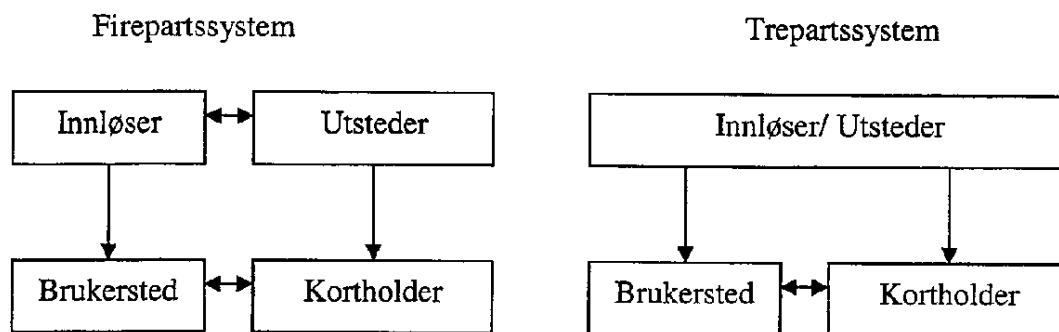 Firepartssystem
Trepartssystem
Innløser
Utsteder
Innløser/ Utsteder
Brukersted
Kortholder
Brukersted
Kortholder